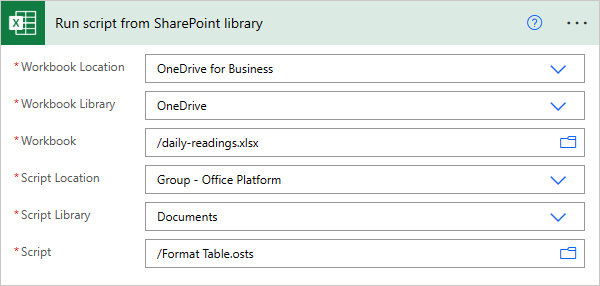 Run script from SharePoint library
* Workbook Location OneDrive for Business
* Workbook Library OneDrive
* Workbook /daily-readings.xlsx
* Script Location Group - Office Platform
* Script Library Documents
* Script /Format Table.osts